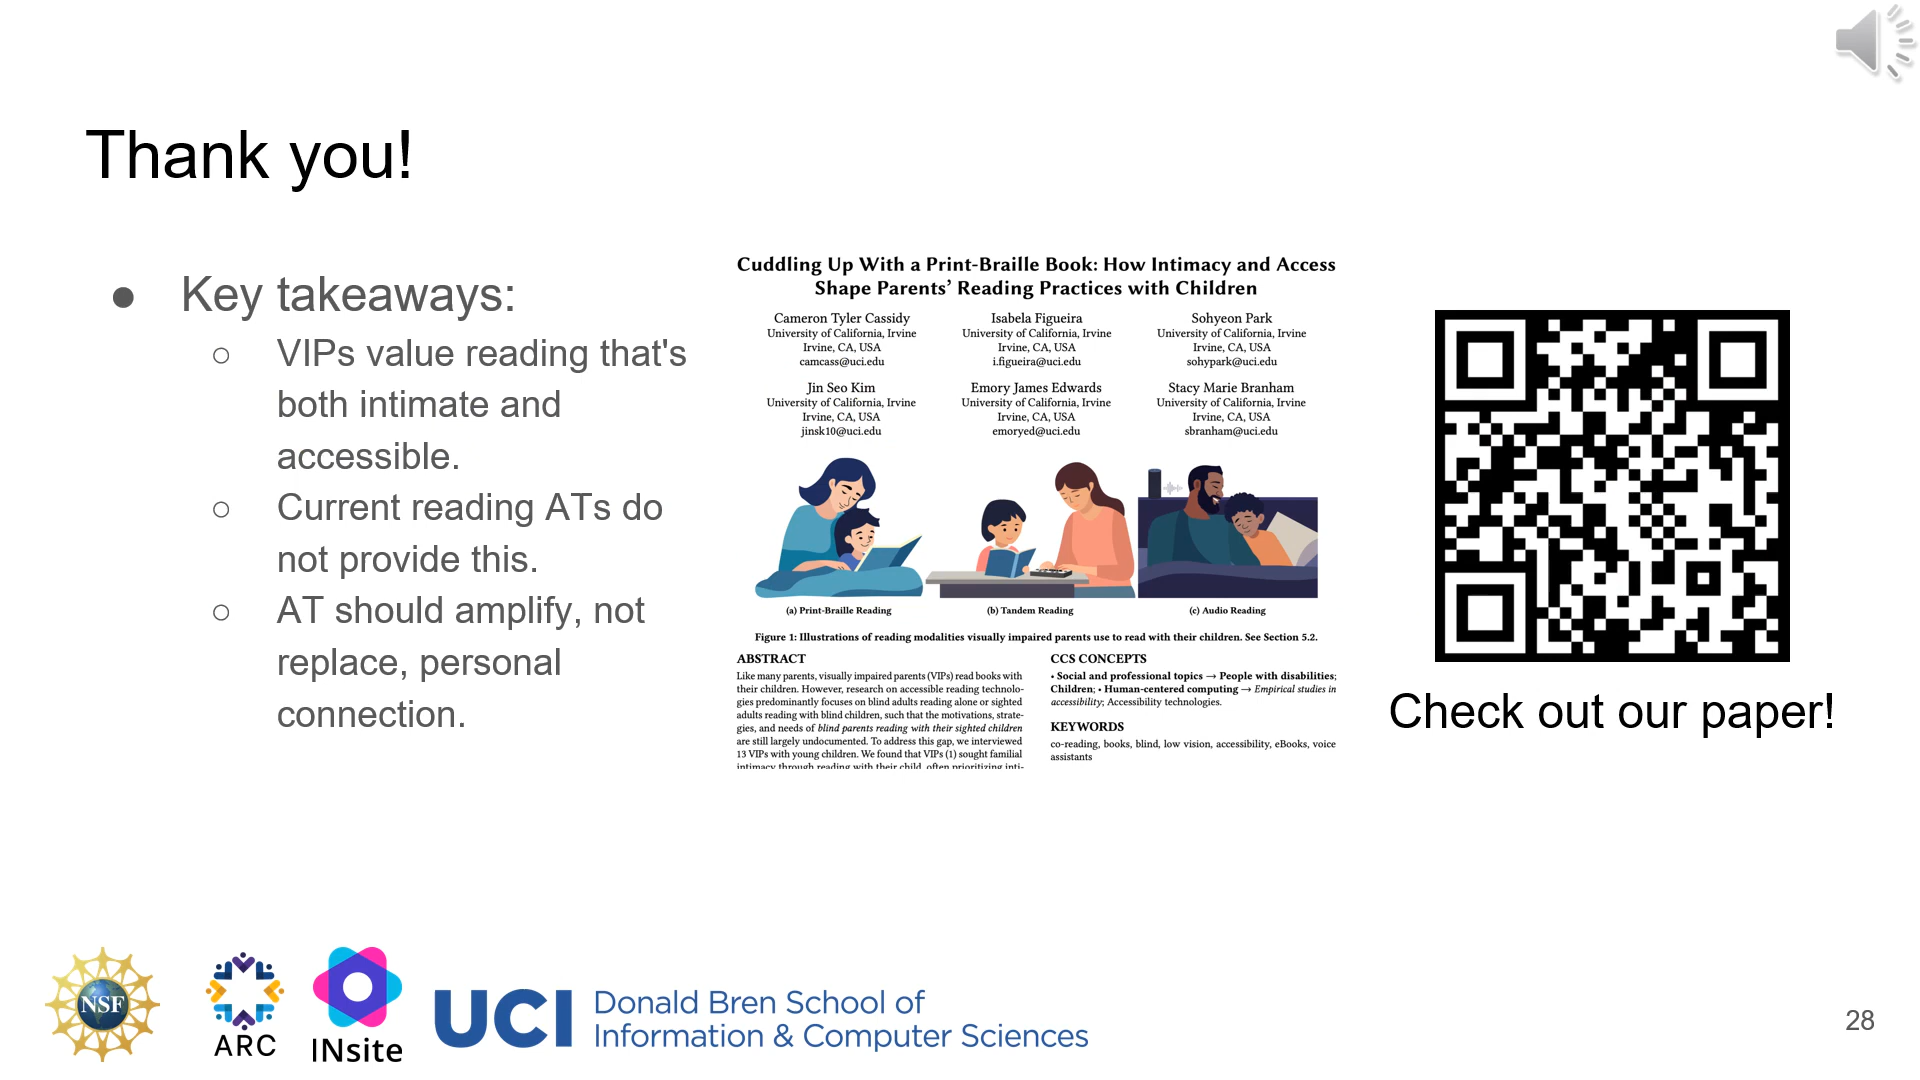 Thank you!
● Key takeaways:
○ VIPs value reading that's
both intimate and
accessible.
○ Current reading ATs do
not provide this.
○ AT should amplify, not
replace, personal
connection.
Cuddling Up With a Print-Braille Book: How Intimacy and Access
Shape Parents’ Reading Practices with Children
Cameron Tyler Cassidy
University of California, Irvine
Irvine, CA, USA
camcass@uci.edu
Isabela Figueira
University of California, Irvine
Irvine, CA, USA
i.figueira@uci.edu
Sohyeon Park
University of California, Irvine
Irvine, CA, USA
sohypark@uci.edu
Jin Seo Kim
University of California, Irvine
Irvine, CA, USA
jinsk10@uci.edu
Emory James Edwards
University of California, Irvine
Irvine, CA, USA
emoryed@uci.edu
Stacy Marie Branham
University of California, Irvine
Irvine, CA, USA
sbranham@uci.edu
(a) Print-Braille Reading
(b) Tandem Reading
(c) Audio Reading
Figure 1: Illustrations of reading modalities visually impaired parents use to read with their children. See Section 5.2.
ABSTRACT
Like many parents, visually impaired parents (VIPs) read books with
their children. However, research on accessible reading technolo-
gies predominantly focuses on blind adults reading alone or sighted
adults reading with blind children, such that the motivations, strate-
gies, and needs of blind parents reading with their sighted children
are still largely undocumented. To address this gap, we interviewed
13 VIPs with young children. We found that VIPs (1) sought familial
intimacy through reading with their child, often prioritizing inti-
CCS CONCEPTS
• Social and professional topics → People with disabilities;
Children; • Human-centered computing → Empirical studies in
accessibility; Accessibility technologies.
KEYWORDS
co-reading, books, blind, low vision, accessibility, eBooks, voice
assistants
Check out our paper!
NSF
ARC
INsite
UCI
Donald Bren School of
Information & Computer Sciences
28